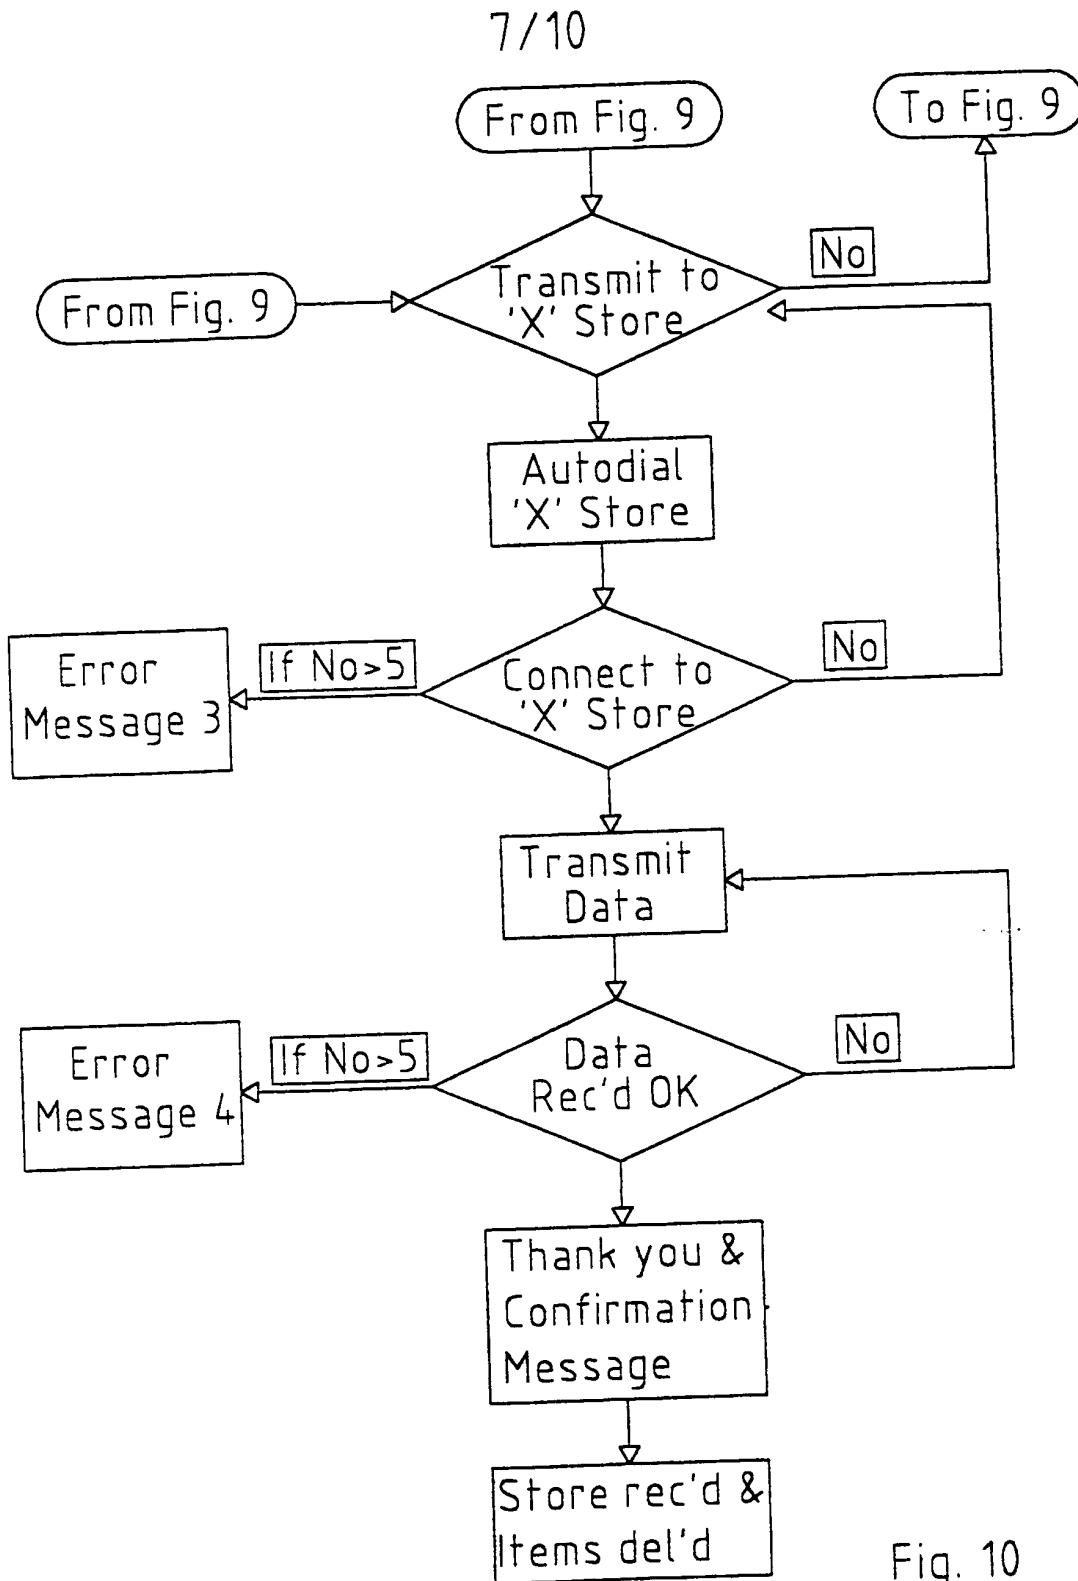 7/10
From Fig. 9
To Fig. 9
No
Transmit to
'X' Store
From Fig. 9
Autodial
'X' Store
Error
Message 3
If No>5
Connect to
'X' Store
No
Transmit
Data
Error
Message 4
If No>5
Data
Rec'd OK
No
Thank you &
Confirmation
Message
Store rec'd &
Items del'd
Fig. 10